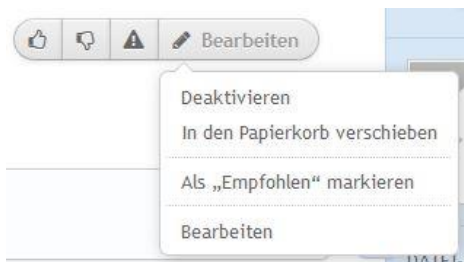 Bearbeiten
Deaktivieren
In den Papierkorb verschieben
Als „Empfohlen“ markieren
Bearbeiten